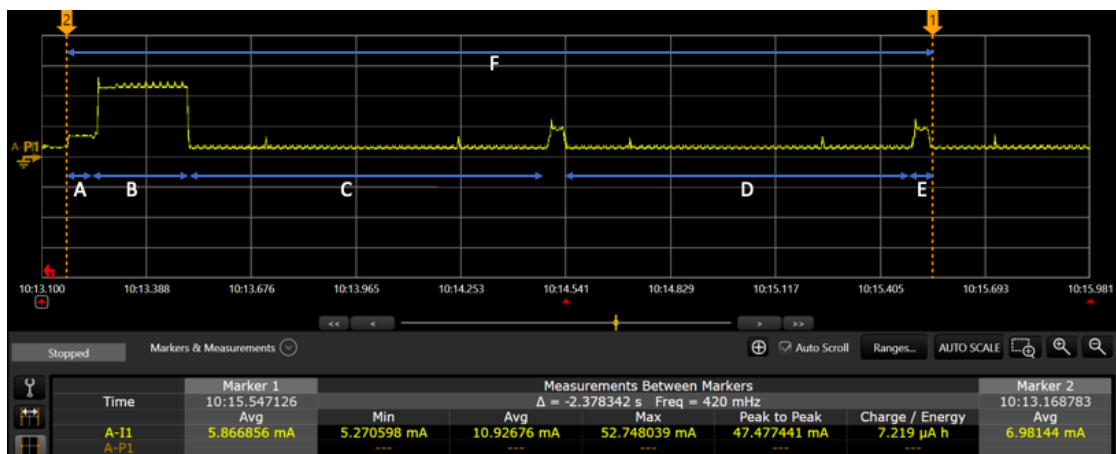 2 1
F
A-P1
A B C D E
10:13.100 10:13.388 10:13.676 10:13.965 10:14.253 10:14.541 10:14.829 10:15.117 10:15.405 10:15.693 10:15.981
<< < > >>
Stopped Markers & Measurements Auto Scroll Ranges... AUTO SCALE
Marker 1 Measurements Between Markers Marker 2
Time 10:15.547126 Δ = -2.378342 s Freq = 420 mHz 10:13.168783
Avg Min Avg Max Peak to Peak Charge / Energy Avg
A-I1 5.866856 mA 5.270598 mA 10.92676 mA 52.748039 mA 47.477441 mA 7.219 µA h 6.98144 mA
A-P1 --- --- --- --- ---